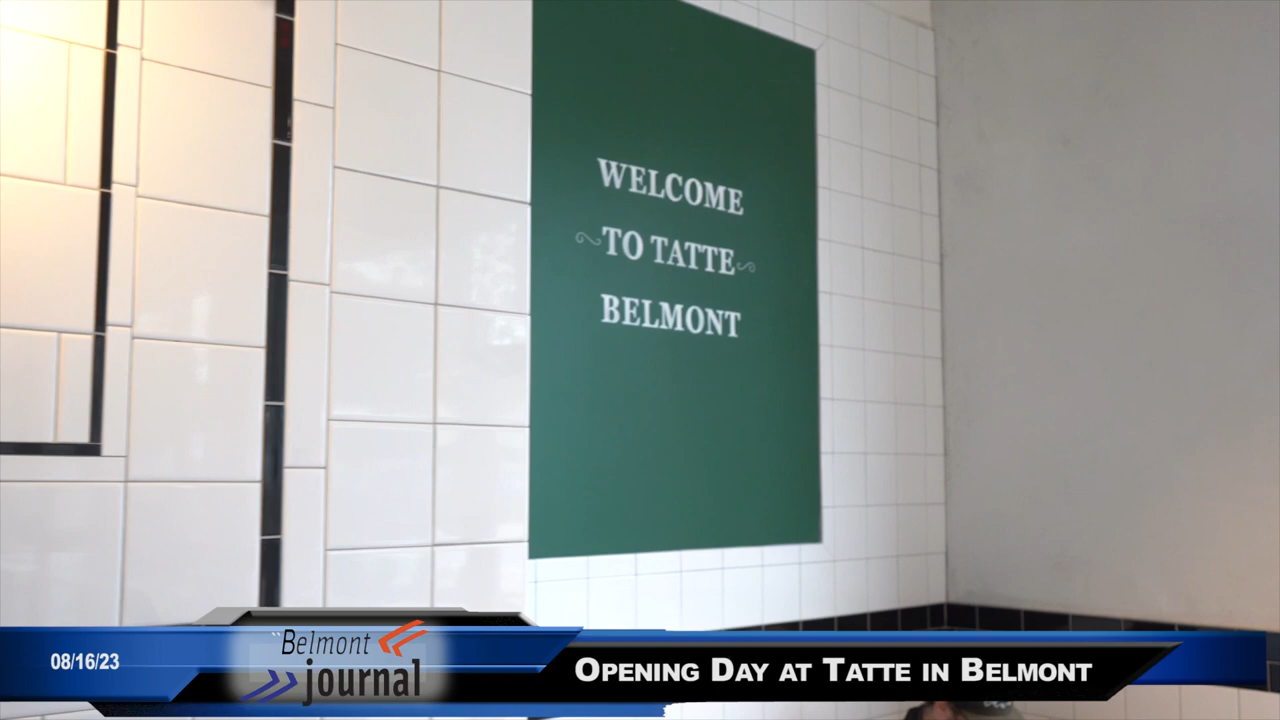 WELCOME
TO TATTE
BELMONT
08/16/23
Belmont
journal
OPENING DAY AT TATTE IN BELMONT